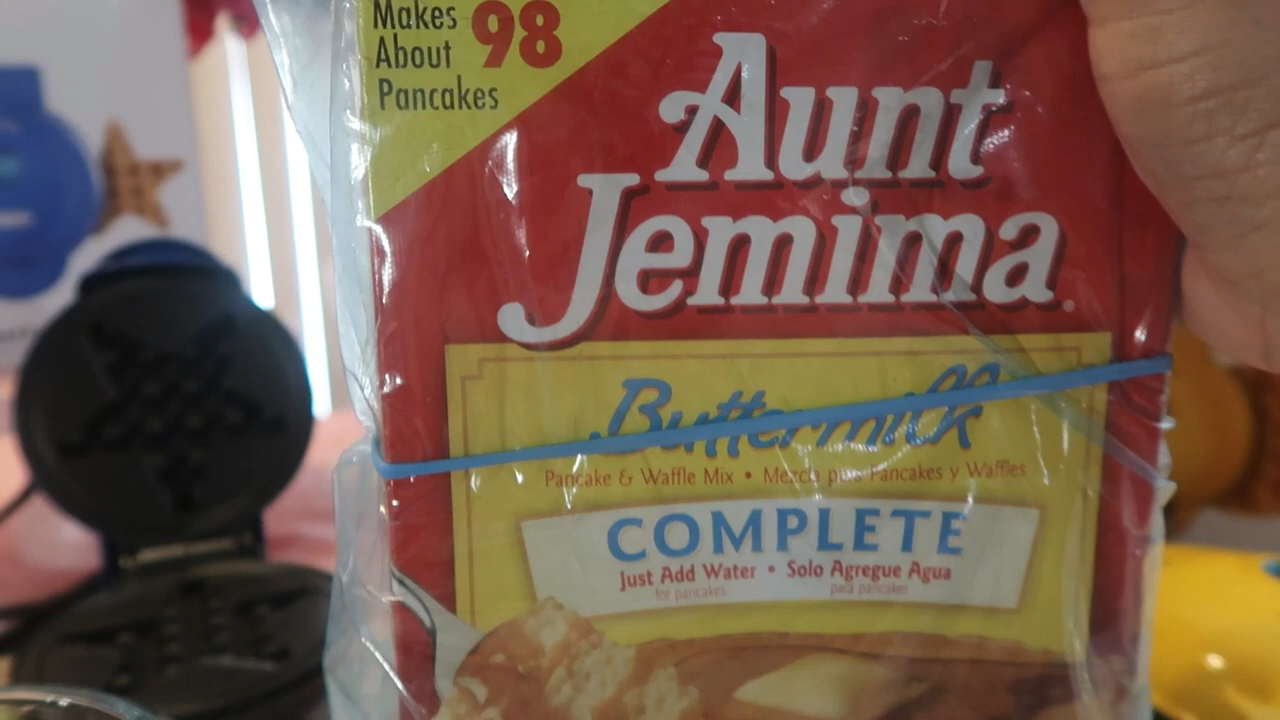 Makes
About 98
Pancakes
Aunt
Jemima
Buttermilk
Pancake & Waffle Mix • Mezcla Pancakes y Waffles
COMPLETE
Just Add Water • Solo Agregue Agua
for pancakes para pancakes